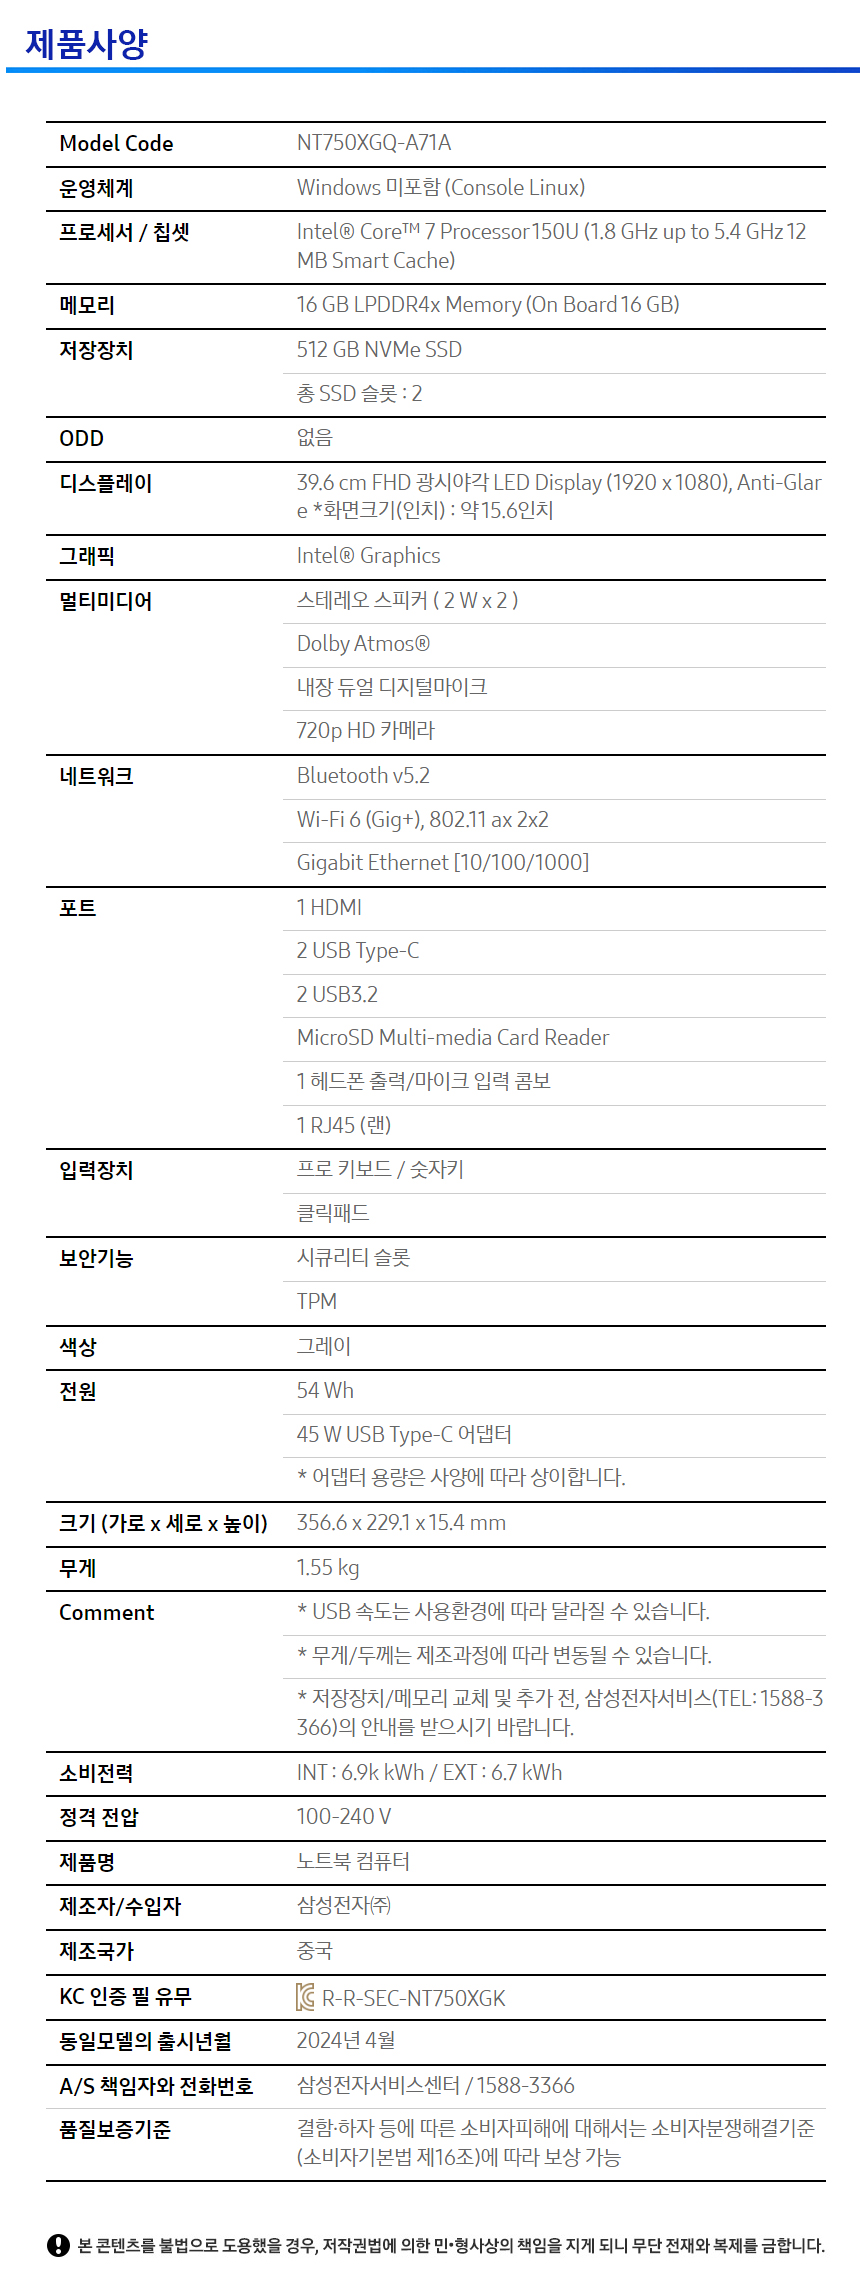 제품사양
Model Code NT750XGQ-A71A
운영체계 Windows 미포함 (Console Linux)
프로세서 / 칩셋 Intel® Core™ 7 Processor 150U (1.8 GHz up to 5.4 GHz 12
MB Smart Cache)
메모리 16 GB LPDDR4x Memory (On Board 16 GB)
저장장치 512 GB NVMe SSD
총 SSD 슬롯 : 2
ODD 없음
디스플레이 39.6 cm FHD 광시야각 LED Display (1920 x 1080), Anti-Glar
e *화면크기(인치) : 약 15.6인치
그래픽 Intel® Graphics
멀티미디어 스테레오 스피커 ( 2 W x 2 )
Dolby Atmos®
내장 듀얼 디지털마이크
720p HD 카메라
네트워크 Bluetooth v5.2
Wi-Fi 6 (Gig+), 802.11 ax 2x2
Gigabit Ethernet [10/100/1000]
포트 1 HDMI
2 USB Type-C
2 USB3.2
MicroSD Multi-media Card Reader
1 헤드폰 출력/마이크 입력 콤보
1 RJ45 (랜)
입력장치 프로 키보드 / 숫자키
클릭패드
보안기능 시큐리티 슬롯
TPM
색상 그레이
전원 54 Wh
45 W USB Type-C 어댑터
* 어댑터 용량은 사양에 따라 상이합니다.
크기 (가로 x 세로 x 높이) 356.6 x 229.1 x 15.4 mm
무게 1.55 kg
Comment * USB 속도는 사용환경에 따라 달라질 수 있습니다.
* 무게/두께는 제조과정에 따라 변동될 수 있습니다.
* 저장장치/메모리 교체 및 추가 전, 삼성전자서비스(TEL: 1588-3
366)의 안내를 받으시기 바랍니다.
소비전력 INT : 6.9k kWh / EXT : 6.7 kWh
정격 전압 100-240 V
제품명 노트북 컴퓨터
제조자/수입자 삼성전자㈜
제조국가 중국
KC 인증 필 유무 KC R-R-SEC-NT750XGK
동일모델의 출시년월 2024년 4월
A/S 책임자와 전화번호 삼성전자서비스센터 / 1588-3366
품질보증기준 결함·하자 등에 따른 소비자피해에 대해서는 소비자분쟁해결기준
(소비자기본법 제16조)에 따라 보상 가능
본 콘텐츠를 불법으로 도용했을 경우, 저작권법에 의한 민•형사상의 책임을 지게 되니 무단 전재와 복제를 금합니다.